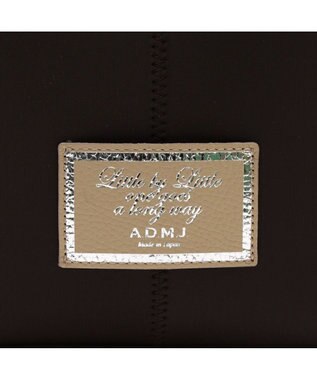 Little by Little
one goes
a long way
A.D.M.J.
Made in Japan